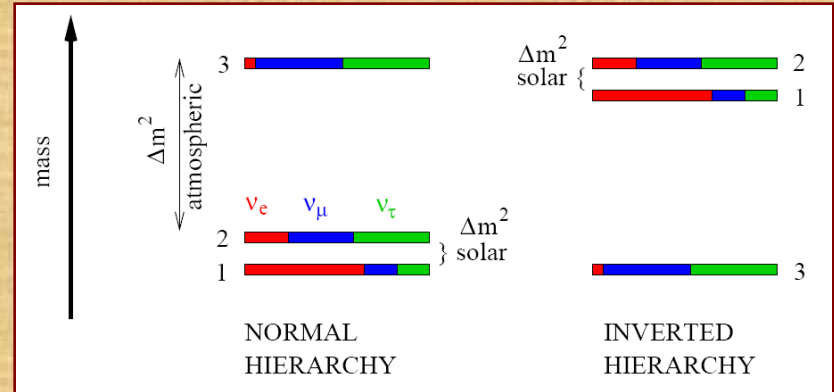 mass
Δm²
atmospheric
3
νe νμ ντ
2
1
Δm²
} solar
NORMAL
HIERARCHY
Δm²
solar {
2
1
3
INVERTED
HIERARCHY